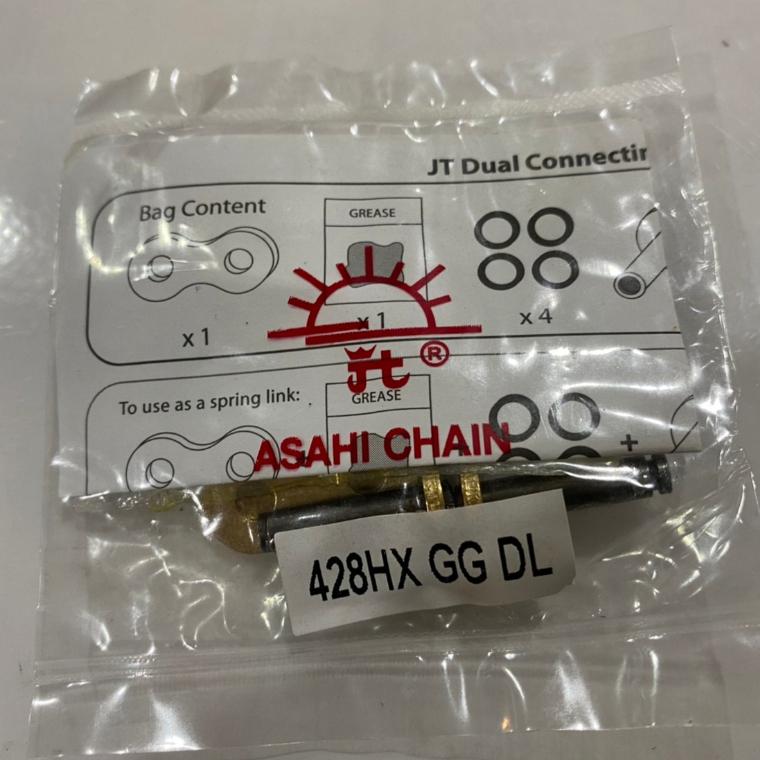 JT Dual Connectin
Bag Content
GREASE
x 1
x 1
x 4
jt ®
To use as a spring link:
GREASE
+
ASAHI CHAIN
428HX GG DL